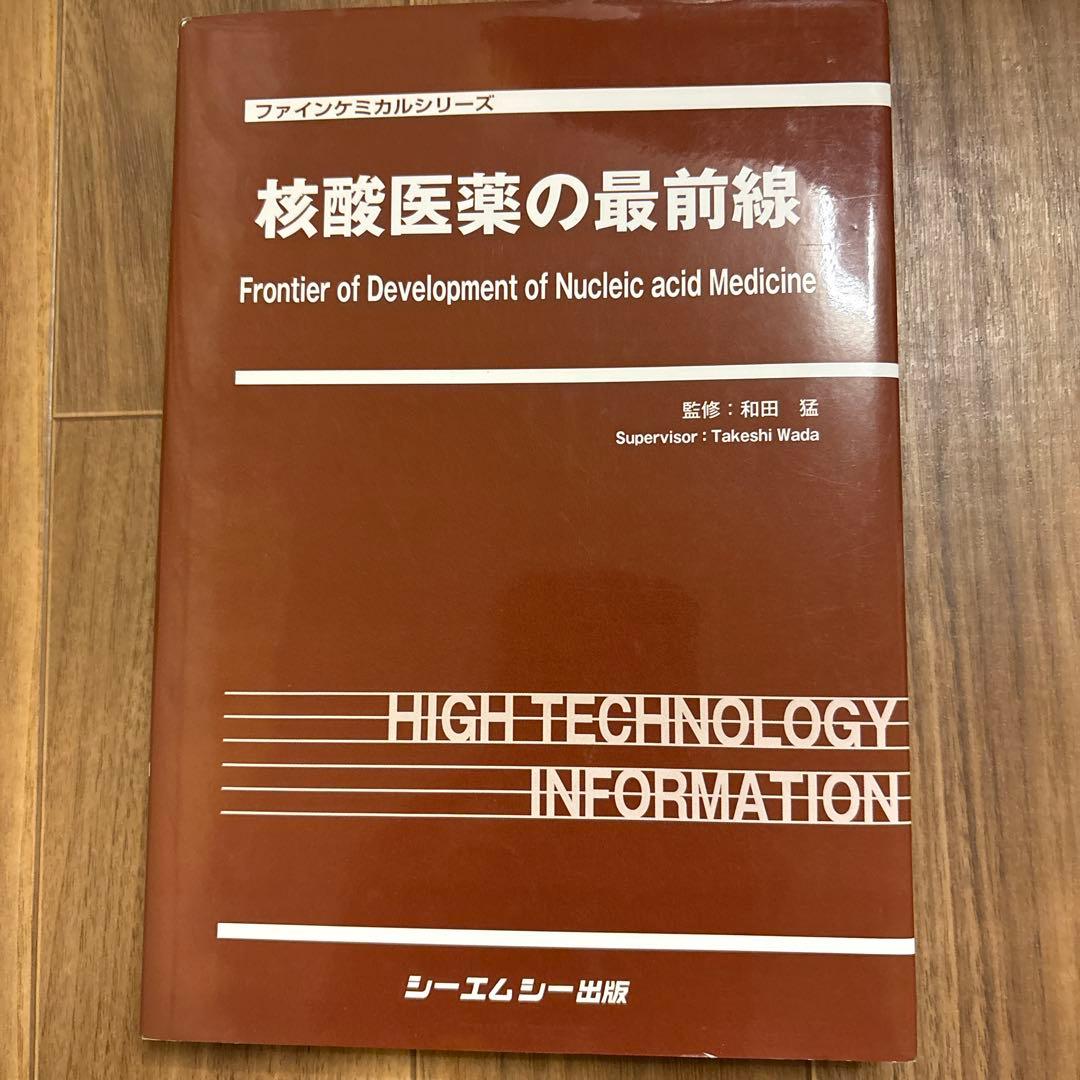 ファインケミカルシリーズ
核酸医薬の最前線
Frontier of Development of Nucleic acid Medicine
監修：和田　猛
Supervisor：Takeshi Wada
HIGH TECHNOLOGY
INFORMATION
シーエムシー出版